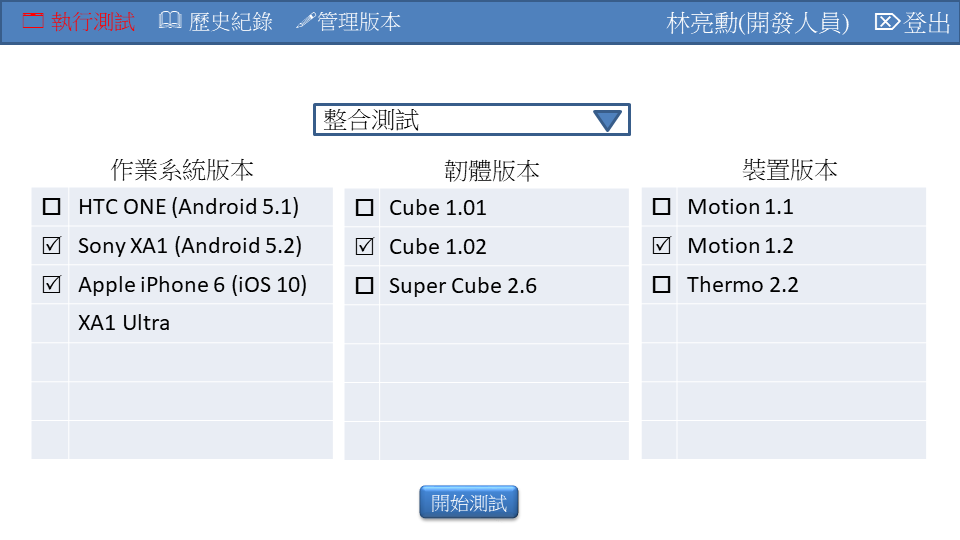 執行測試 歷史紀錄 管理版本 林亮勳(開發人員) 登出
整合測試
作業系統版本
HTC ONE (Android 5.1)
Sony XA1 (Android 5.2)
Apple iPhone 6 (iOS 10)
XA1 Ultra
韌體版本
Cube 1.01
Cube 1.02
Super Cube 2.6
裝置版本
Motion 1.1
Motion 1.2
Thermo 2.2
開始測試